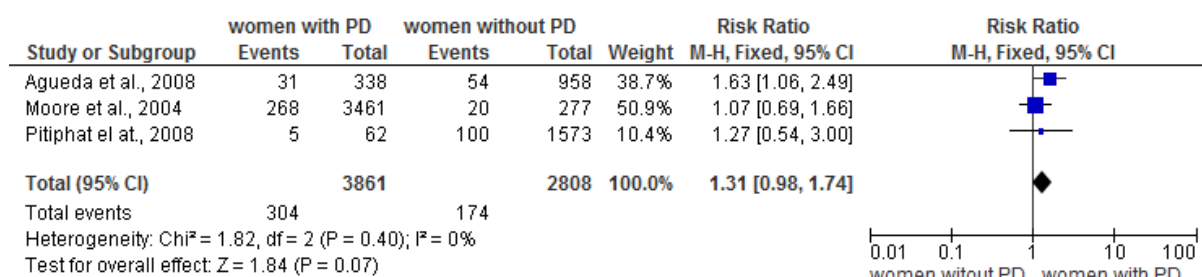 women with PD women without PD Risk Ratio Risk Ratio
Study or Subgroup Events Total Events Total Weight M-H, Fixed, 95% CI M-H, Fixed, 95% CI
Agueda et al., 2008 31 338 54 958 38.7% 1.63 [1.06, 2.49]
Moore et al., 2004 268 3461 20 277 50.9% 1.07 [0.69, 1.66]
Pitiphat el at., 2008 5 62 100 1573 10.4% 1.27 [0.54, 3.00]
Total (95% CI) 3861 2808 100.0% 1.31 [0.98, 1.74]
Total events 304 174
Heterogeneity: Chi² = 1.82, df = 2 (P = 0.40); I² = 0%
Test for overall effect: Z = 1.84 (P = 0.07)
0.01 0.1 1 10 100
women witout PD women with PD